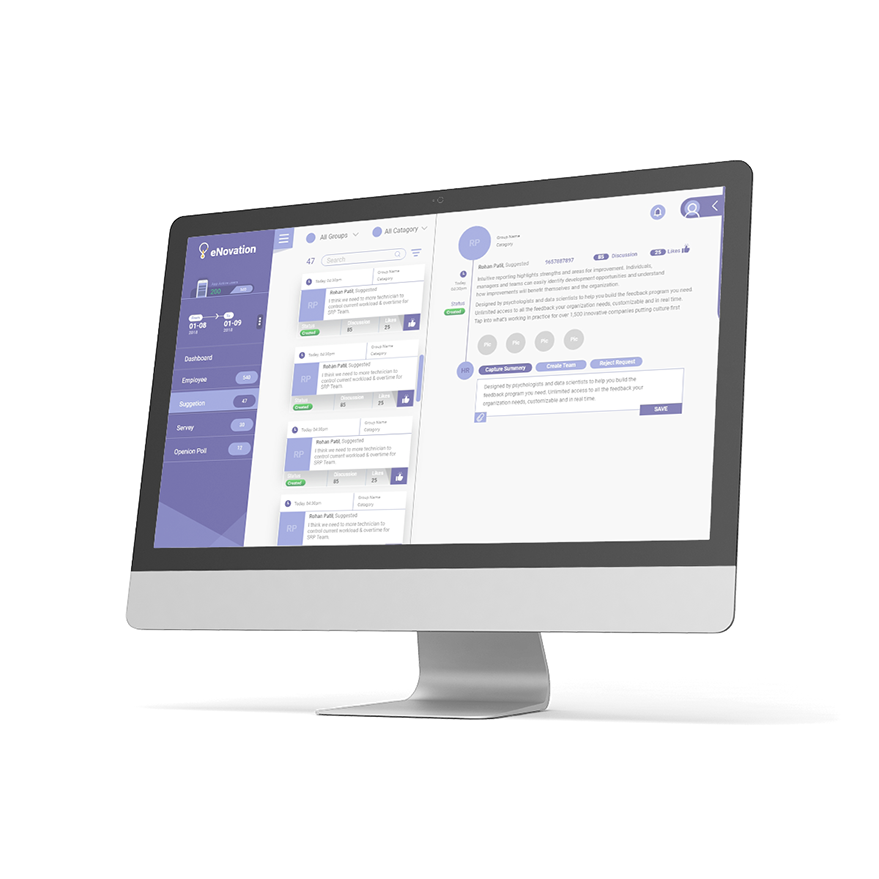 eNovation
200
01-08
2018
01-09
2018
Dashboard
Employee 546
Suggetion 47
Servey 35
Openion Poll 12
All Groups
All Catagory
47 Search
Today 04:30pm
Group Name
Category
RP
Rohan Patil, Suggested
I think we need to more technician to
control current workload & overtime for
SRP Team.
Status Discussion Likes
Created 85 25
Today 04:30pm
Group Name
Category
RP
Rohan Patil, Suggested
I think we need to more technician to
control current workload & overtime for
SRP Team.
Status Discussion Likes
Created 85 25
Today 04:30pm
Group Name
Category
RP
Rohan Patil, Suggested
I think we need to more technician to
control current workload & overtime for
SRP Team.
Status Discussion Likes
Created 85 25
Today 04:30pm
Group Name
Category
RP
Rohan Patil, Suggested
I think we need to more technician to
control current workload & overtime for
SRP Team.
RP
Group Name
Category
Rohan Patil, Suggested 1657087897 85 Discussion 25 Likes
Today
04:30pm
Status
Created
Intuitive reporting highlights strengths and areas for improvement. Individuals,
managers and teams can easily identify development opportunities and understand
how improvements will benefit themselves and the organization.
Designed by psychologists and data scientists to help you build the feedback program you need.
Unlimited access to all the feedback your organization needs, customizable and in real time.
Tap into what's working in practice for over 1,500 innovative companies putting culture first
Pic Pic Pic Pic
HR Capture Summery Create Team Reject Request
Designed by psychologists and data scientists to help you build the
feedback program you need. Unlimited access to all the feedback your
organization needs, customizable and in real time.
SAVE